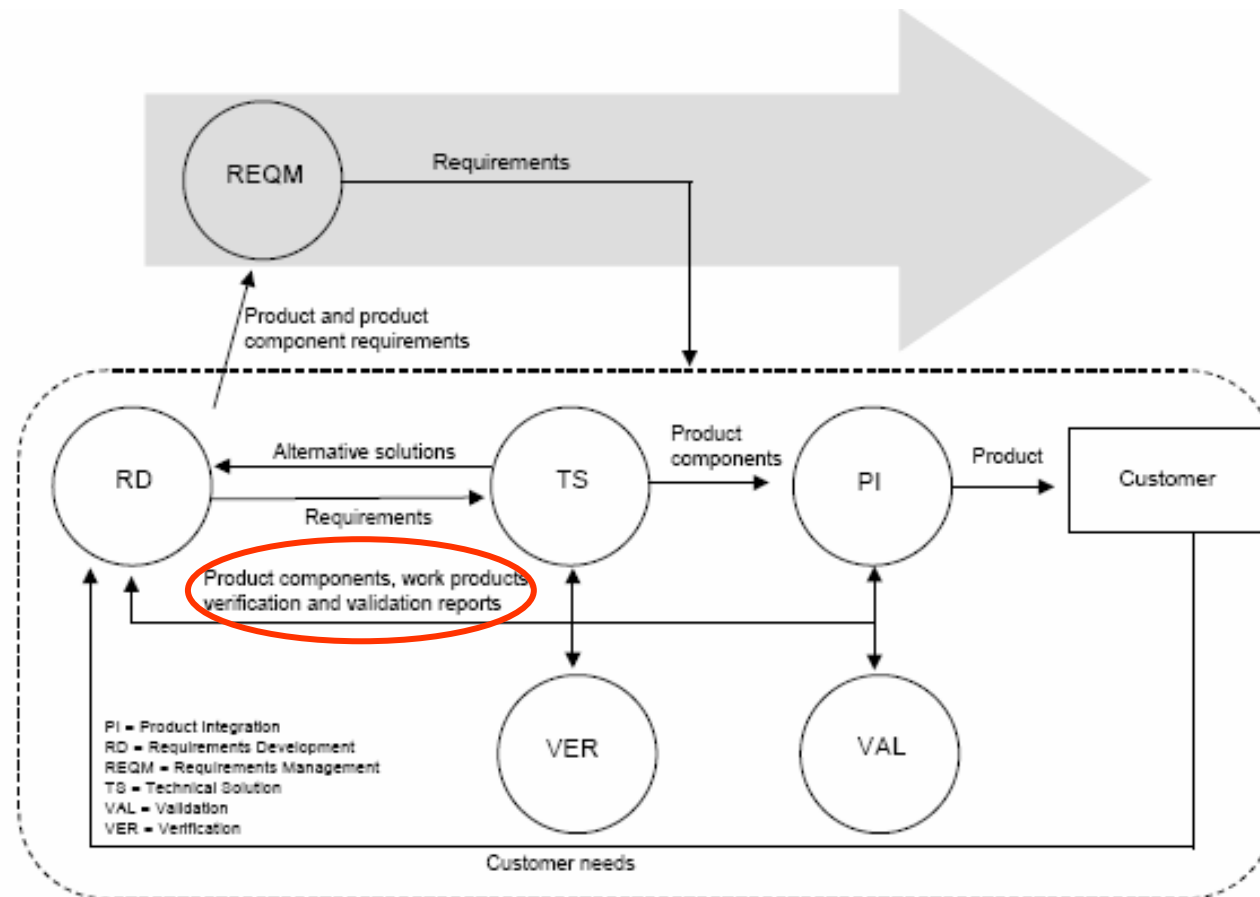 REQM
Requirements
Product and product
component requirements
RD
Alternative solutions
Requirements
TS
Product
components
PI
Product
Customer
Product components, work products
verification and validation reports
VER
VAL
PI = Product Integration
RD = Requirements Development
REQM = Requirements Management
TS = Technical Solution
VAL = Validation
VER = Verification
Customer needs